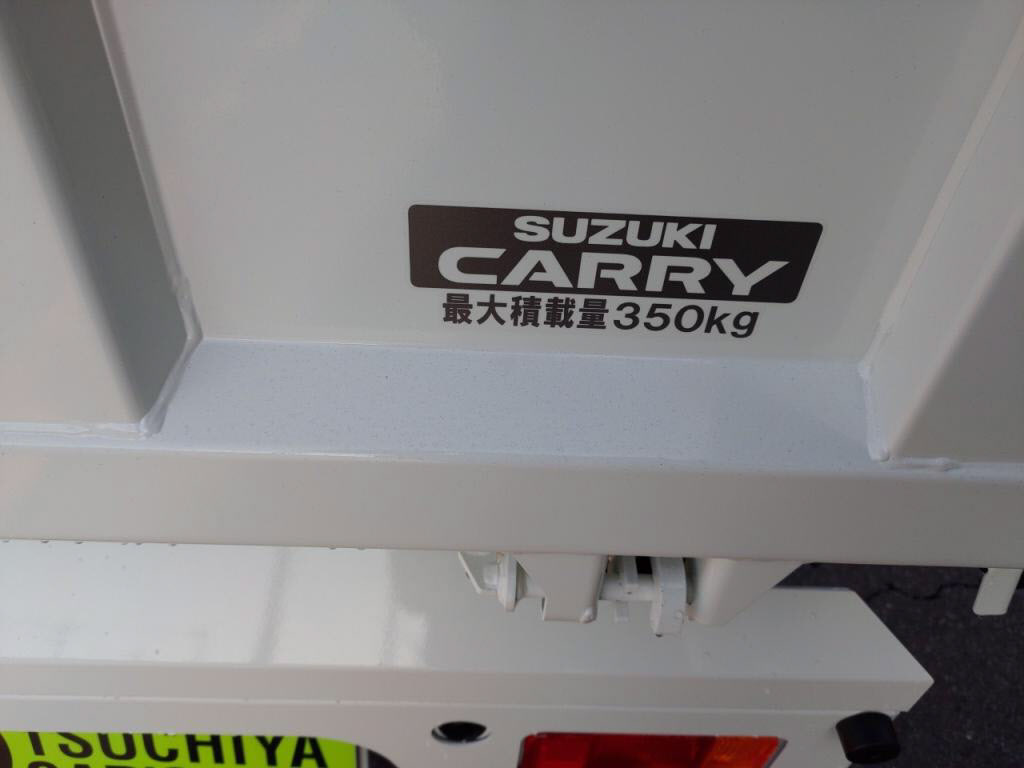 SUZUKI
CARRY
最大積載量350kg
TSUCHIYA